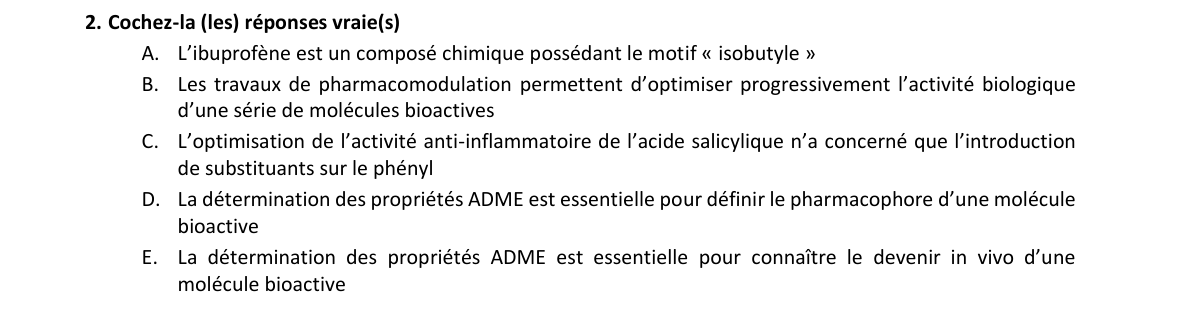 2. Cochez-la (les) réponses vraie(s)
A. L’ibuprofène est un composé chimique possédant le motif « isobutyle »
B. Les travaux de pharmacomodulation permettent d’optimiser progressivement l’activité biologique
d’une série de molécules bioactives
C. L’optimisation de l’activité anti-inflammatoire de l’acide salicylique n’a concerné que l’introduction
de substituants sur le phényl
D. La détermination des propriétés ADME est essentielle pour définir le pharmacophore d’une molécule
bioactive
E. La détermination des propriétés ADME est essentielle pour connaître le devenir in vivo d’une
molécule bioactive